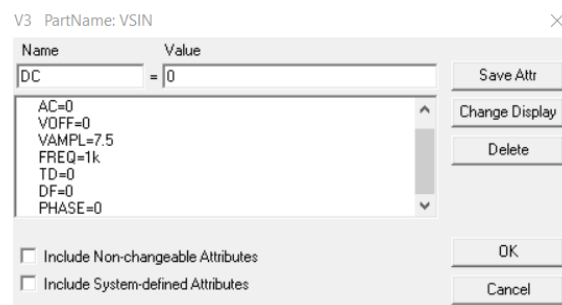 V3 PartName: VSIN
Name Value
DC = 0
Save Attr
AC=0
VOFF=0
VAMPL=7.5
FREQ=1k
TD=0
DF=0
PHASE=0
Change Display
Delete
Include Non-changeable Attributes
Include System-defined Attributes
OK
Cancel